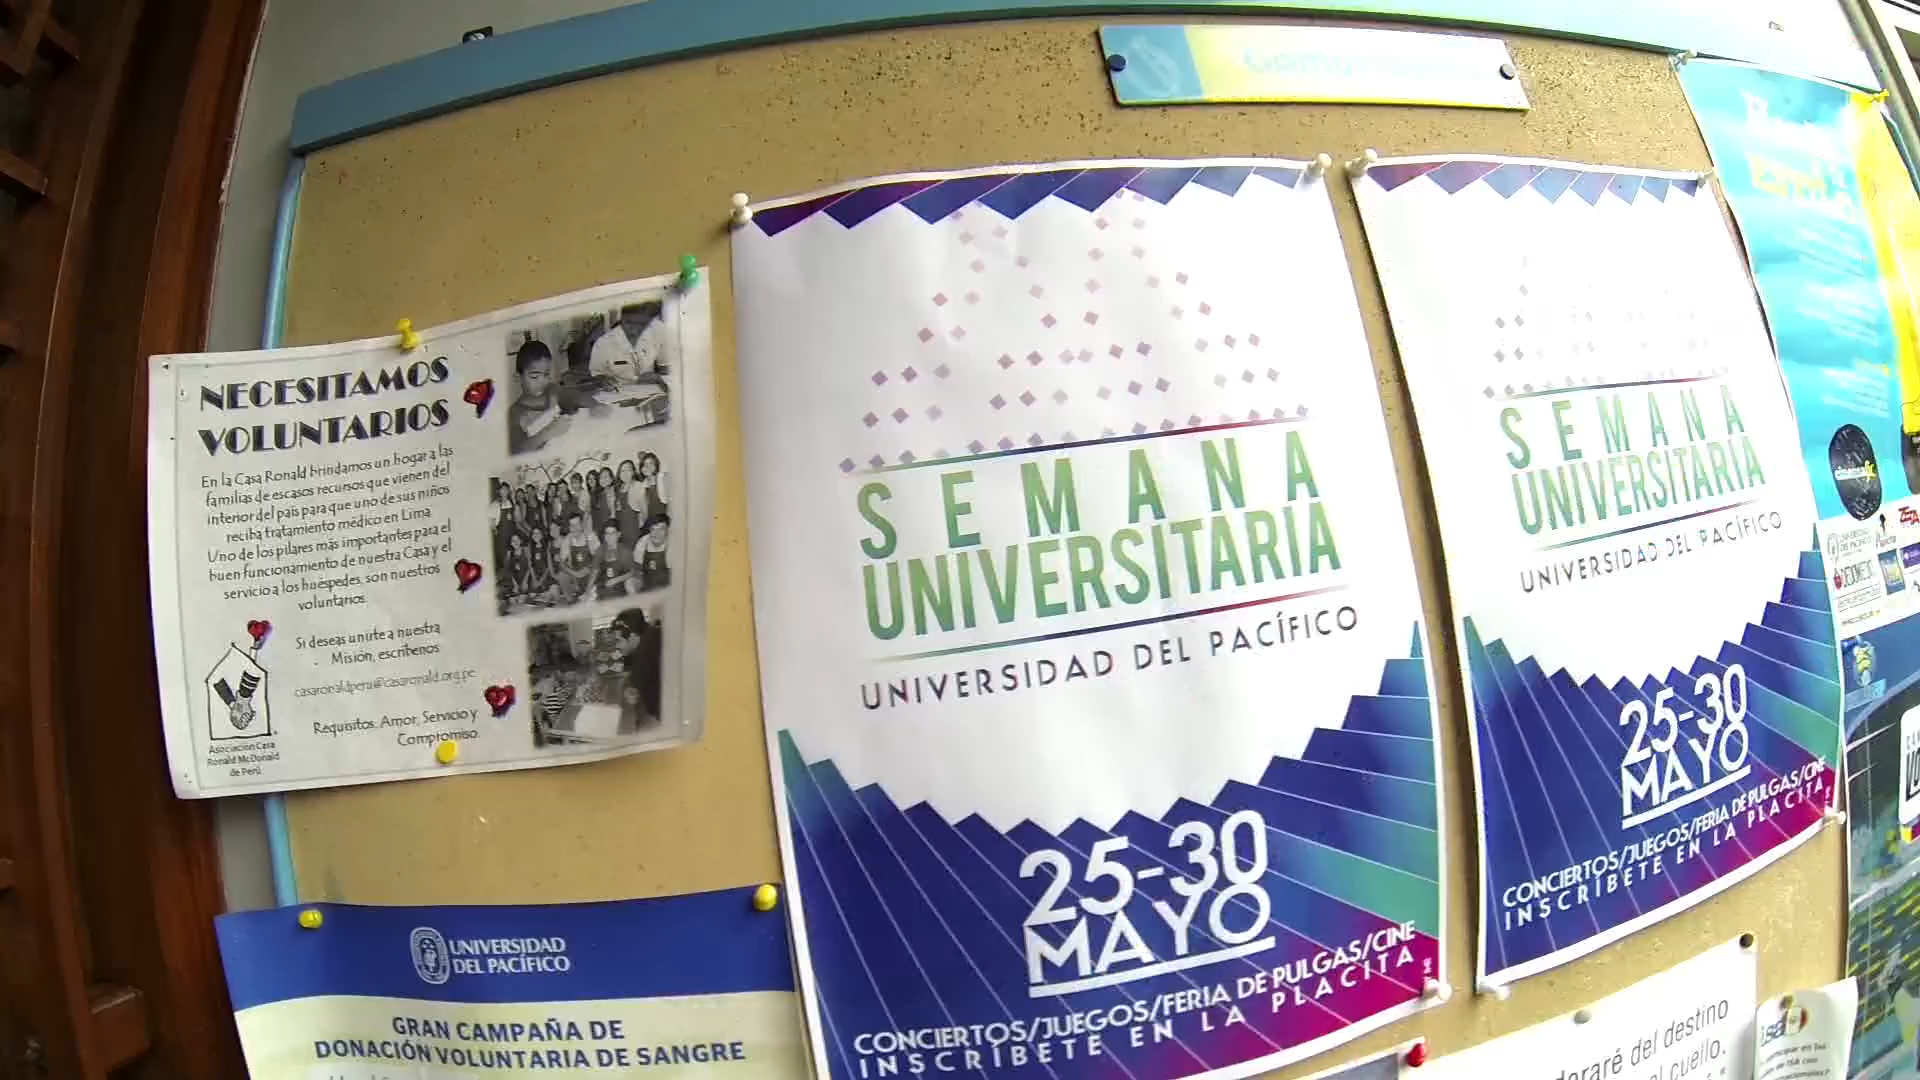 NECESITAMOS
VOLUNTARIOS
En la Casa Ronald brindamos un hogar a las
familias de escasos recursos que vienen del
interior del país para que uno de sus niños
reciba tratamiento médico en Lima.
Uno de los pilares más importantes para el
buen funcionamiento de nuestra Casa y el
servicio a los huéspedes, son nuestros
voluntarios.
Si deseas unirte a nuestra
Misión, escríbenos
casaronaldperu@casaronald.org.pe
Requisitos: Amor, Servicio y
Compromiso.
Asociación Casa
Ronald McDonald
de Perú
UNIVERSIDAD
DEL PACÍFICO
GRAN CAMPAÑA DE
DONACIÓN VOLUNTARIA DE SANGRE
SEMANA
UNIVERSITARIA
UNIVERSIDAD DEL PACÍFICO
25-30
MAYO
CONCIERTOS/JUEGOS/FERIA DE PULGAS/CINE
INSCRÍBETE EN LA PLACITA
SEMANA
UNIVERSITARIA
UNIVERSIDAD DEL PACÍFICO
25-30
MAYO
CONCIERTOS/JUEGOS/FERIA DE PULGAS/CINE
INSCRÍBETE EN LA PLACITA
del destino
cuello.